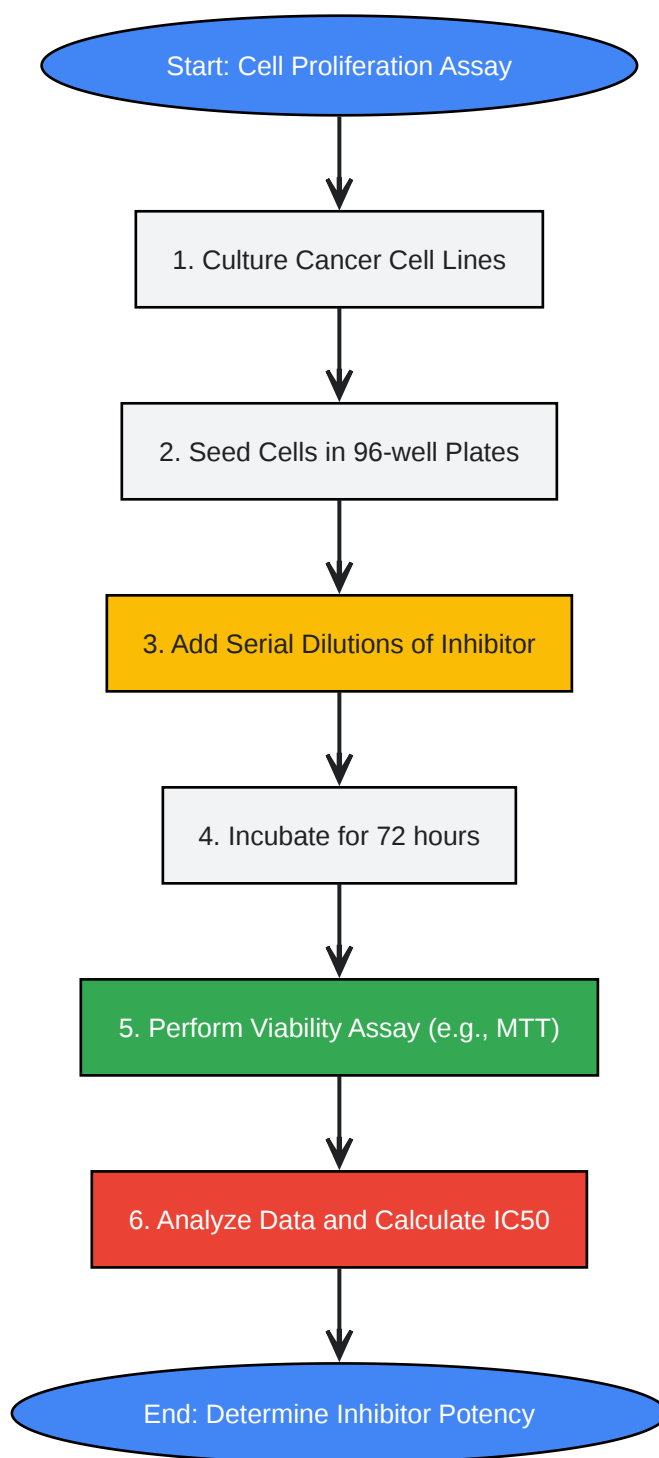 Start: Cell Proliferation Assay
1. Culture Cancer Cell Lines
2. Seed Cells in 96-well Plates
3. Add Serial Dilutions of Inhibitor
4. Incubate for 72 hours
5. Perform Viability Assay (e.g., MTT)
6. Analyze Data and Calculate IC50
End: Determine Inhibitor Potency